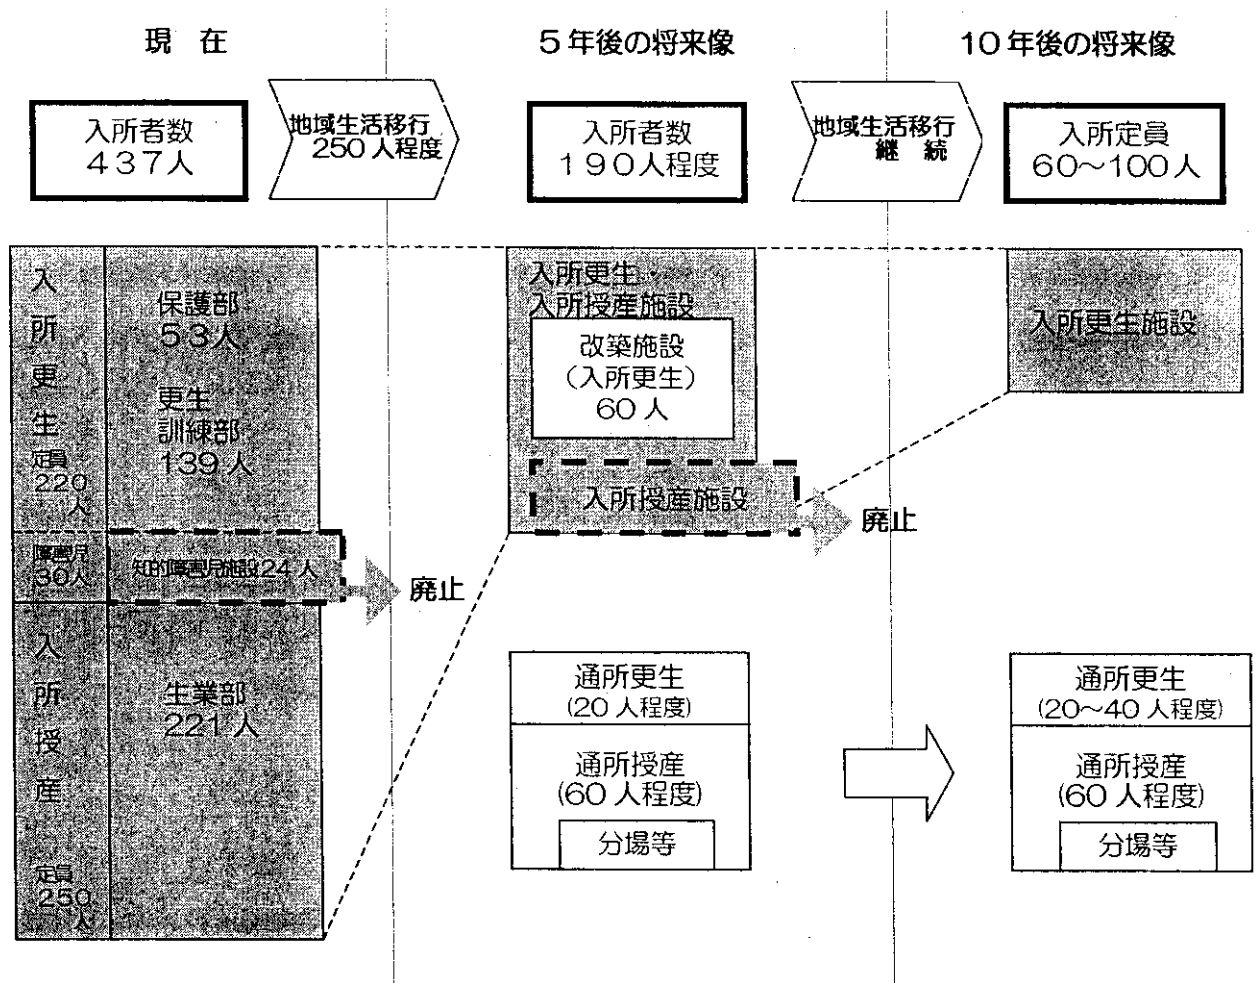 現 在
5年後の将来像
10年後の将来像
入所者数
437人
地域生活移行
250人程度
入所者数
190人程度
地域生活移行
継 続
入所定員
60〜100人
入所更生
定員
220
人
保護部
53人
更生
訓練部
139人
障害児
30人
知的障害児施設24人
廃止
入所授産
定員
250
人
生業部
221人
入所更生・
入所授産施設
改築施設
(入所更生)
60人
入所授産施設
廃止
入所更生施設
通所更生
(20人程度)
通所授産
(60人程度)
分場等
通所更生
(20〜40人程度)
通所授産
(60人程度)
分場等